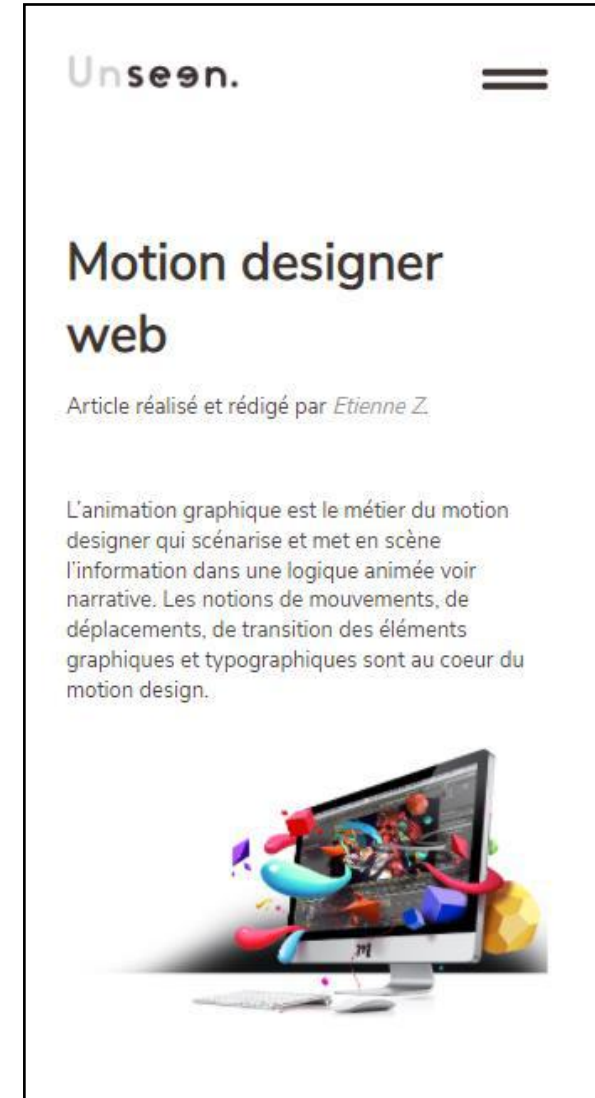 Unseen.
Motion designer
web
Article réalisé et rédigé par Etienne Z.
L'animation graphique est le métier du motion
designer qui scénarise et met en scène
l'information dans une logique animée voir
narrative. Les notions de mouvements, de
déplacements, de transition des éléments
graphiques et typographiques sont au coeur du
motion design.